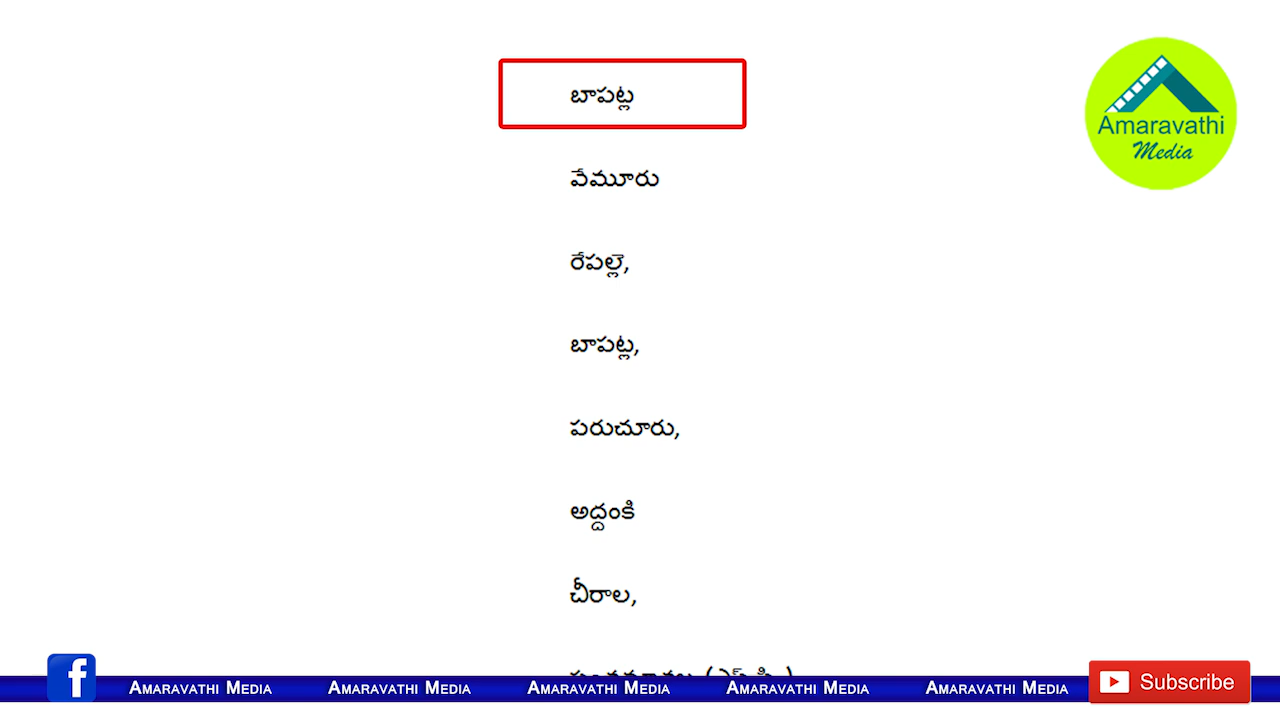 బాపట్ల
Amaravathi
Media
వేమూరు
రేపల్లె,
బాపట్ల,
పరుచూరు,
అద్దంకి
చీరాల,
Amaravathi Media Amaravathi Media Amaravathi Media Amaravathi Media Amaravathi Media
Subscribe